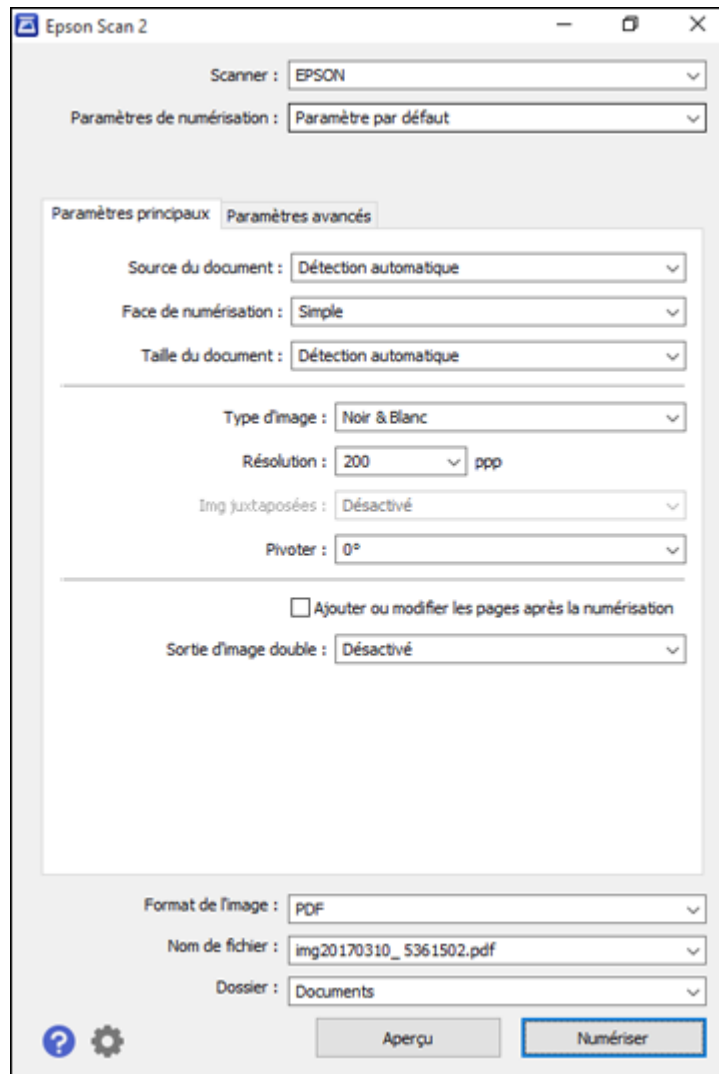 Epson Scan 2
Scanner : EPSON
Paramètres de numérisation : Paramètre par défaut
Paramètres principaux Paramètres avancés
Source du document : Détection automatique
Face de numérisation : Simple
Taille du document : Détection automatique
Type d'image : Noir & Blanc
Résolution : 200 ppp
Img juxtaposées : Désactivé
Pivoter : 0°
Ajouter ou modifier les pages après la numérisation
Sortie d'image double : Désactivé
Format de l'image : PDF
Nom de fichier : img20170310_ 5361502.pdf
Dossier : Documents
? Aperçu Numériser